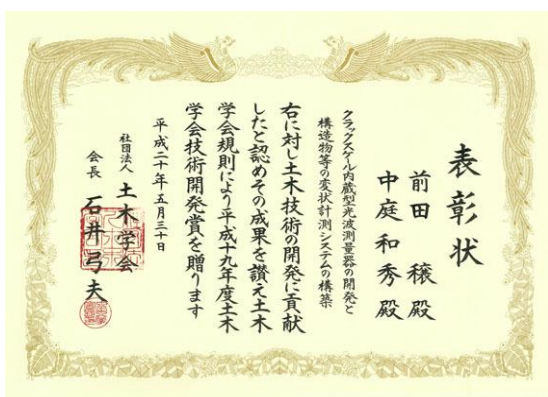 表彰状
前田 穣殿
中庭和秀殿
クラックスケール内蔵型光波測量器の開発と
構造物等の変状計測システムの構築
右に対し土木技術の開発に貢献
したと認めその成果を讃え土木
学会規則により平成十九年度土木
学会技術開発賞を贈ります
平成二十年五月三十日
社団法人 土木学会
会長 石井弓夫